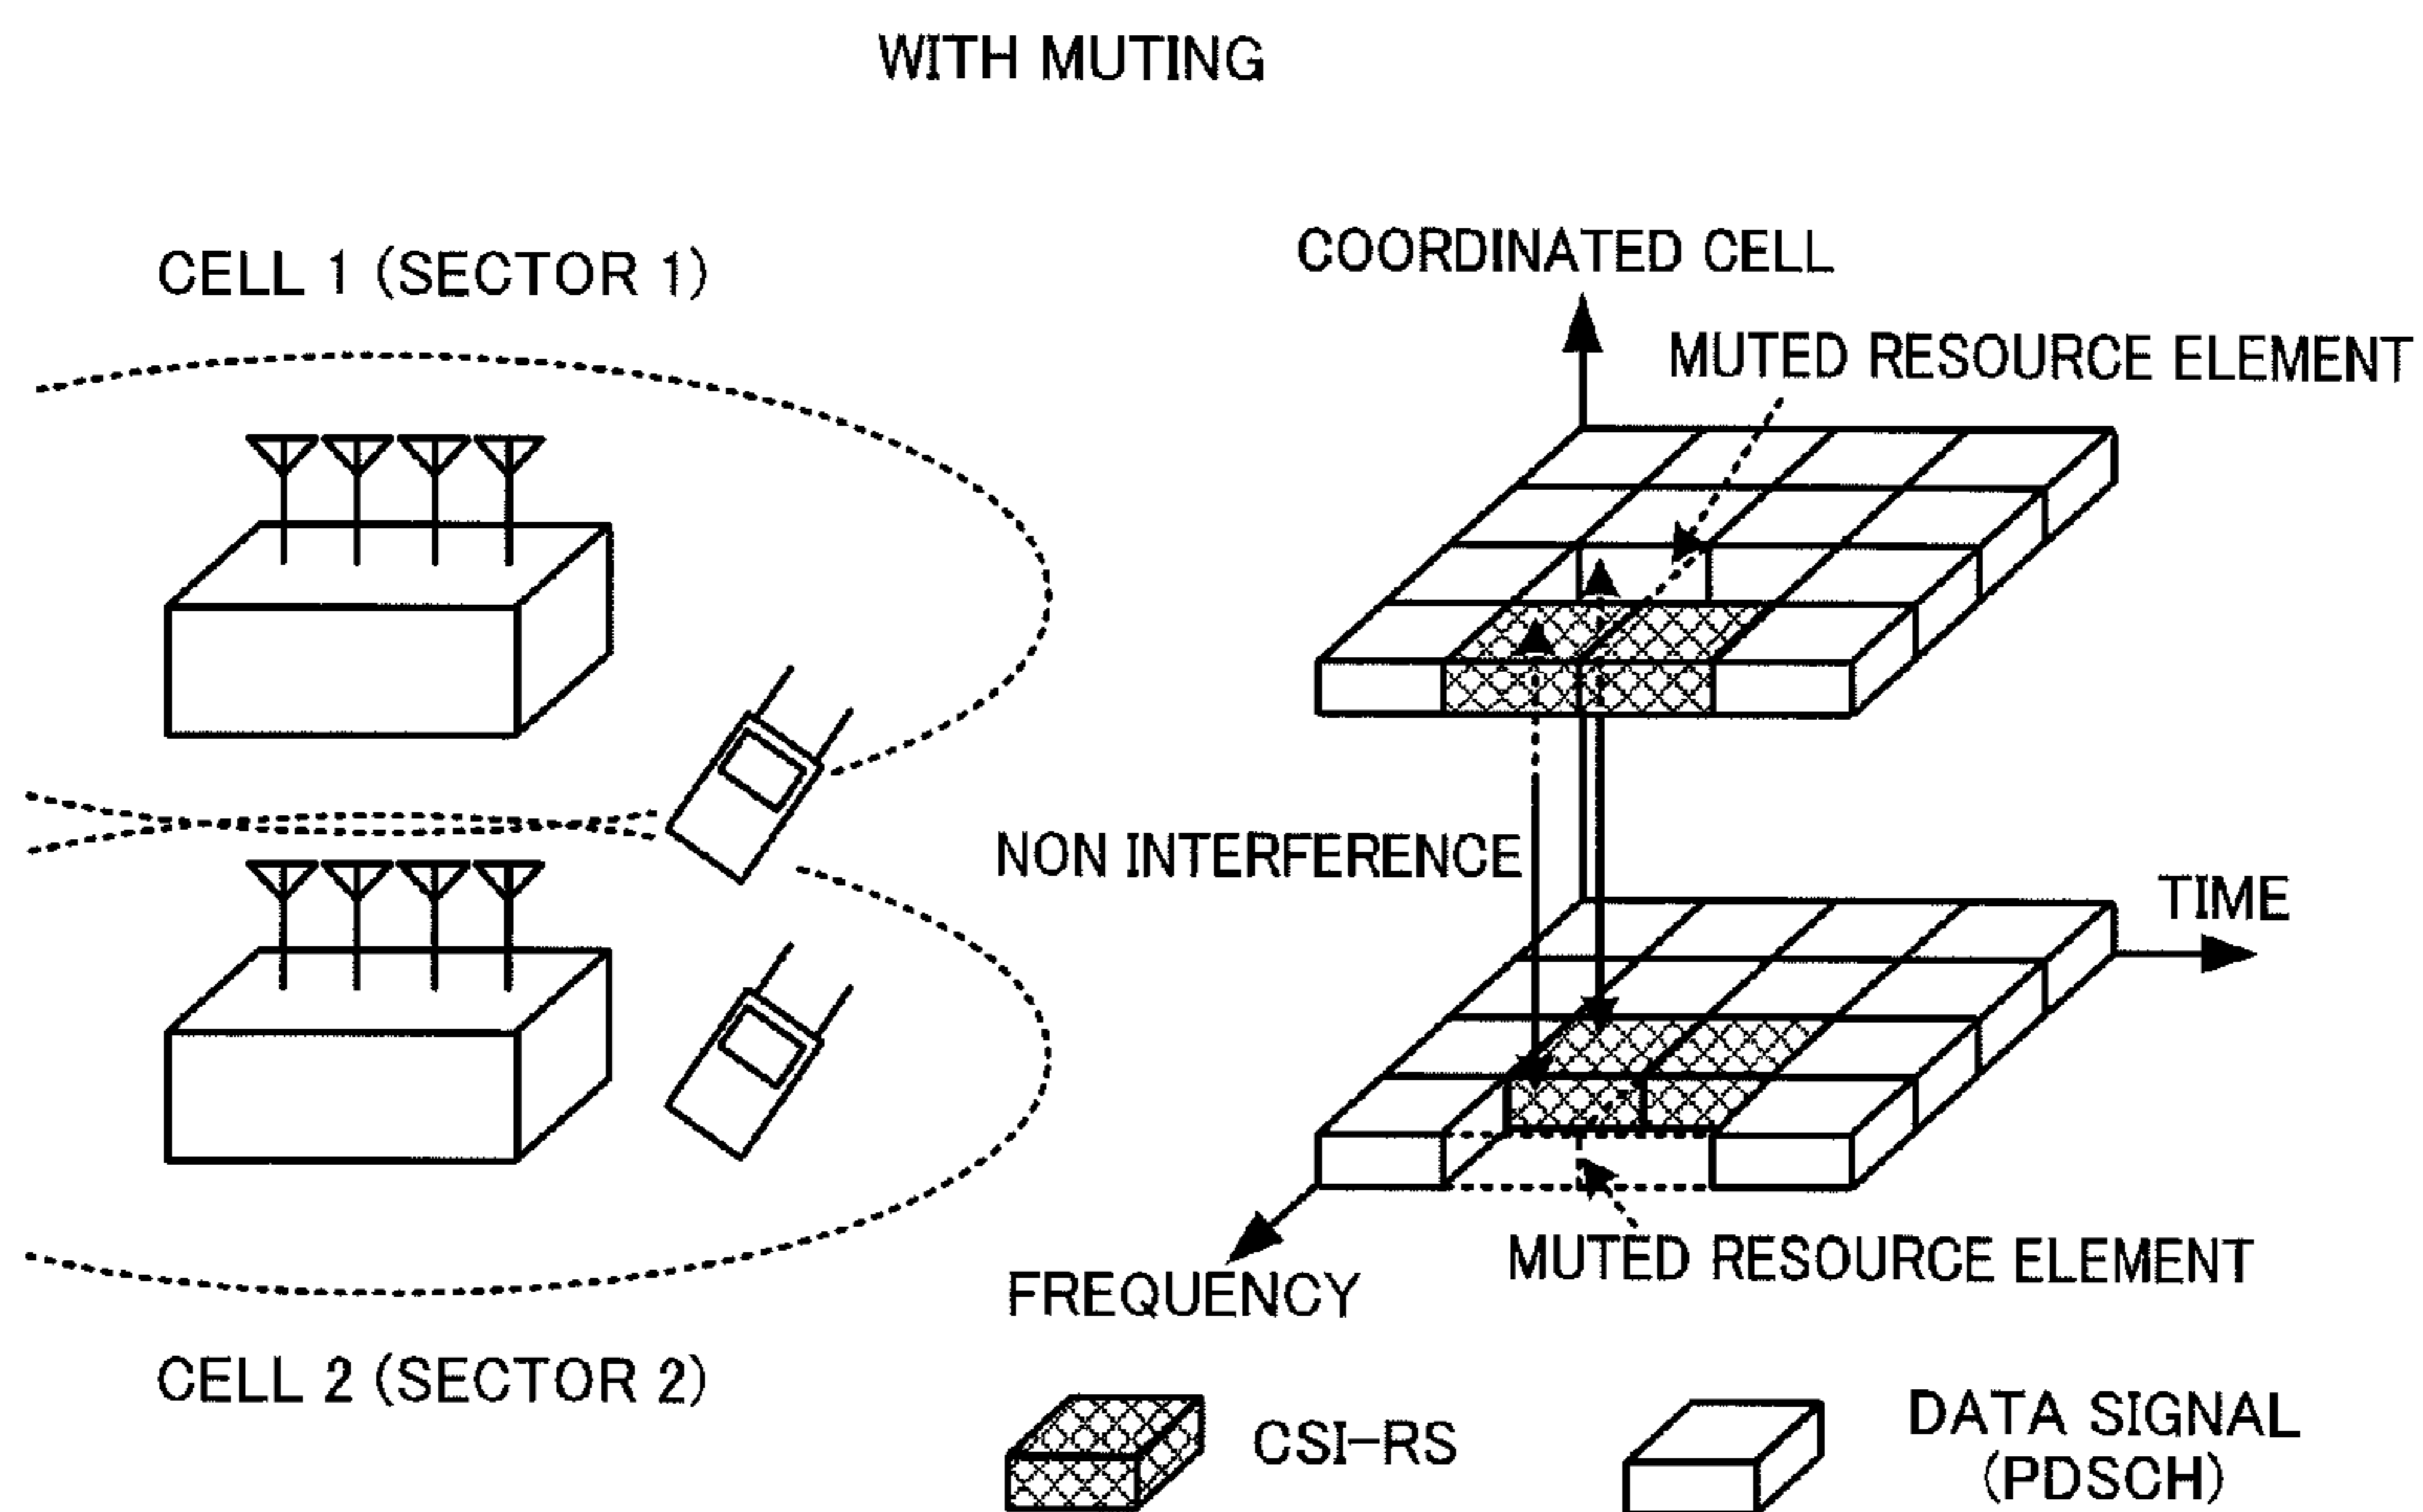 WITH MUTING
CELL 1 (SECTOR 1)
COORDINATED CELL
MUTED RESOURCE ELEMENT
NON INTERFERENCE
TIME
MUTED RESOURCE ELEMENT
FREQUENCY
CELL 2 (SECTOR 2)
CSI-RS
DATA SIGNAL
(PDSCH)